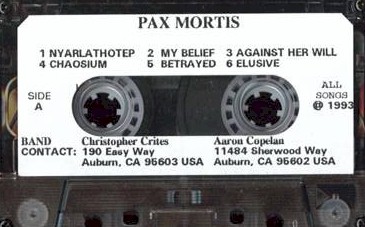 PAX MORTIS
1 NYARLATHOTEP 2 MY BELIEF 3 AGAINST HER WILL
4 CHAOSIUM 5 BETRAYED 6 ELUSIVE
SIDE A
ALL SONGS @ 1993
BAND CONTACT:
Christopher Crites
190 Easy Way
Auburn, CA 95603 USA
Aaron Copelan
11484 Sherwood Way
Auburn, CA 95602 USA